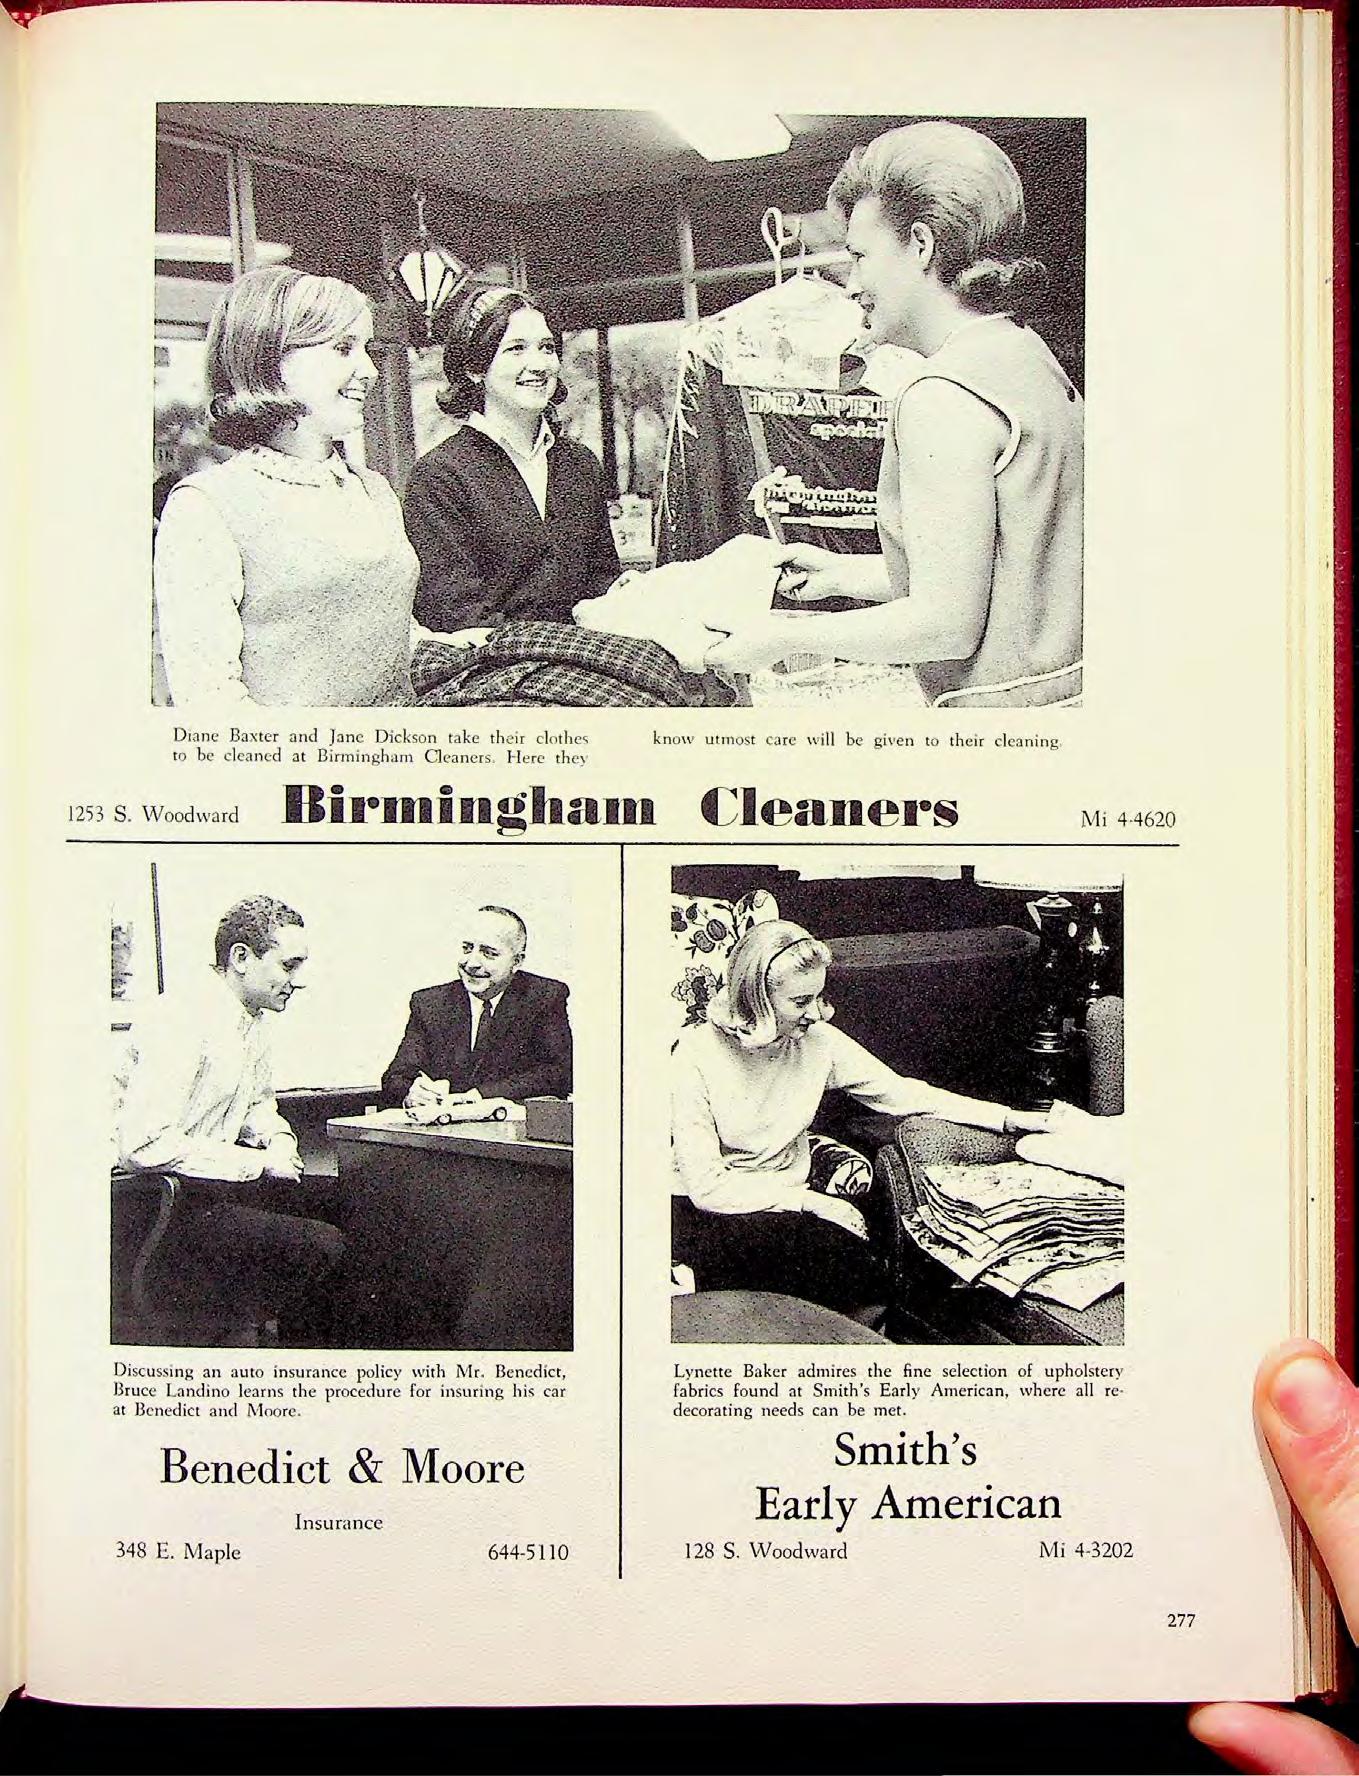 DRAPE
special
Birmingham
Cleaners
Diane Baxter and Jane Dickson take their clothes
to be cleaned at Birmingham Cleaners. Here they
know utmost care will be given to their cleaning.
1253 S. Woodward
Birmingham Cleaners
Mi 4-4620
Discussing an auto insurance policy with Mr. Benedict,
Bruce Landino learns the procedure for insuring his car
at Benedict and Moore.
Benedict & Moore
Insurance
348 E. Maple
644-5110
Lynette Baker admires the fine selection of upholstery
fabrics found at Smith's Early American, where all re-
decorating needs can be met.
Smith's
Early American
128 S. Woodward
Mi 4-3202
277